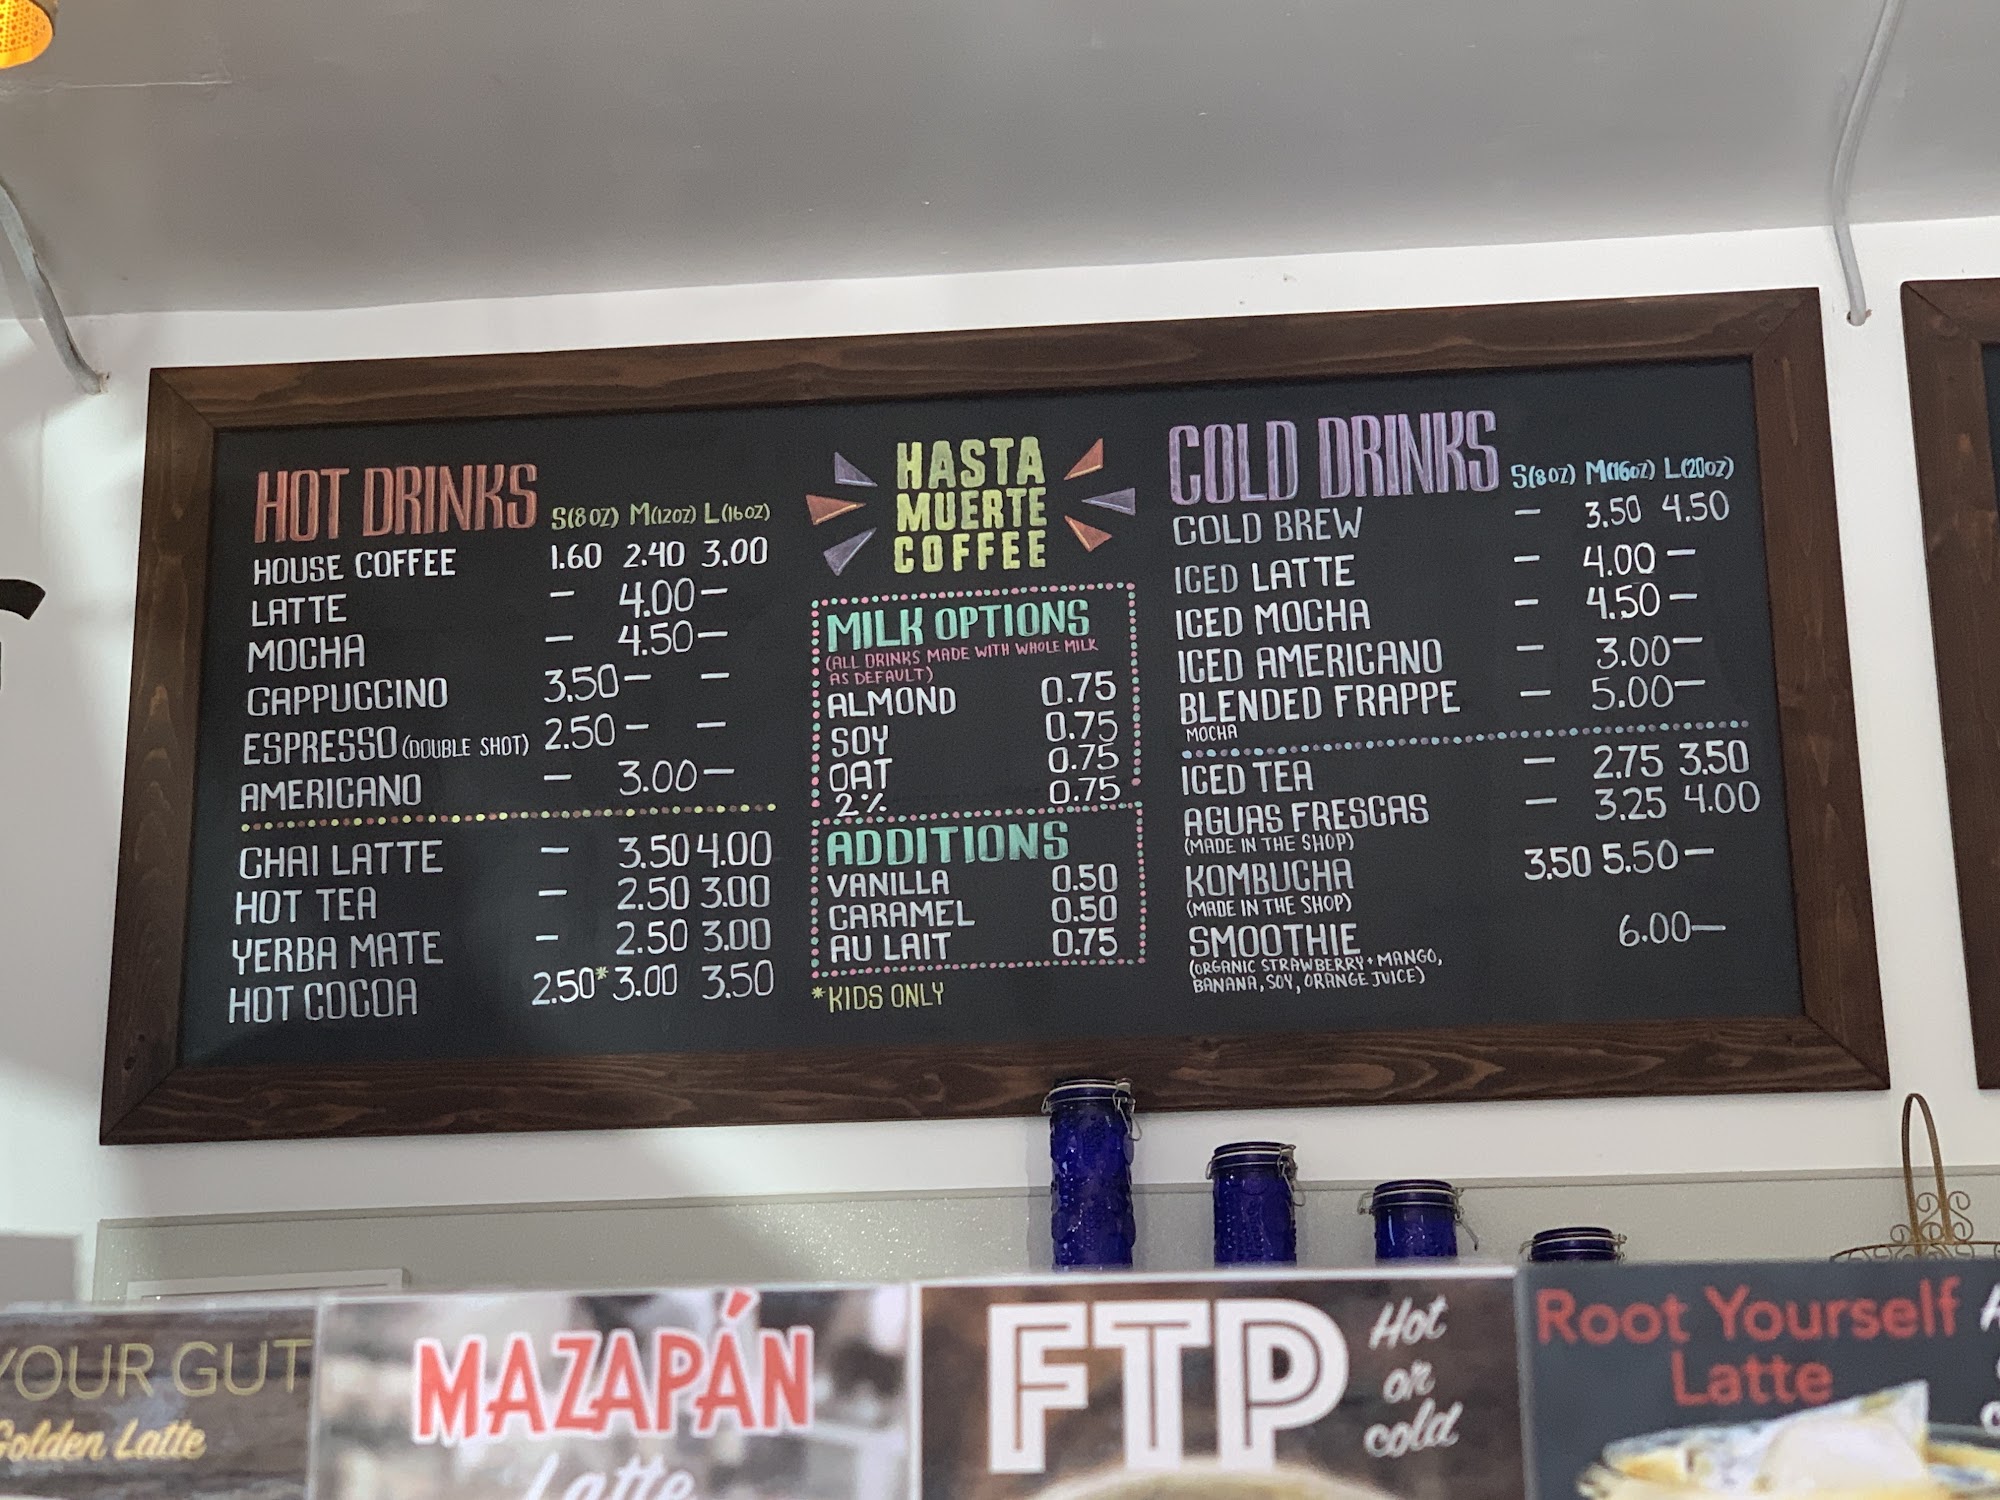 HOT DRINKS S(8 OZ) M(12OZ) L(16 OZ)
HOUSE COFFEE 1.60 2.40 3.00
LATTE – 4.00 –
MOCHA – 4.50 –
CAPPUCCINO 3.50 – –
ESPRESSO (DOUBLE SHOT) 2.50 – –
AMERICANO – 3.00 –
CHAI LATTE – 3.50 4.00
HOT TEA – 2.50 3.00
YERBA MATE – 2.50 3.00
HOT COCOA 2.50* 3.00 3.50
HASTA
MUERTE
COFFEE
MILK OPTIONS
(ALL DRINKS MADE WITH WHOLE MILK
AS DEFAULT)
ALMOND 0.75
SOY 0.75
OAT 0.75
2% 0.75
ADDITIONS
VANILLA 0.50
CARAMEL 0.50
AU LAIT 0.75
*KIDS ONLY
COLD DRINKS S(8OZ) M(16OZ) L(20OZ)
COLD BREW – 3.50 4.50
ICED LATTE – 4.00 –
ICED MOCHA – 4.50 –
ICED AMERICANO – 3.00 –
BLENDED FRAPPE – 5.00 –
MOCHA
ICED TEA – 2.75 3.50
AGUAS FRESCAS – 3.25 4.00
(MADE IN THE SHOP)
KOMBUCHA 3.50 5.50 –
(MADE IN THE SHOP)
SMOOTHIE 6.00 –
(ORGANIC STRAWBERRY + MANGO,
BANANA, SOY, ORANGE JUICE)
YOUR GUT
Golden Latte
MAZAPÁN
Latte
FTP
Hot
or
cold
Root Yourself
Latte